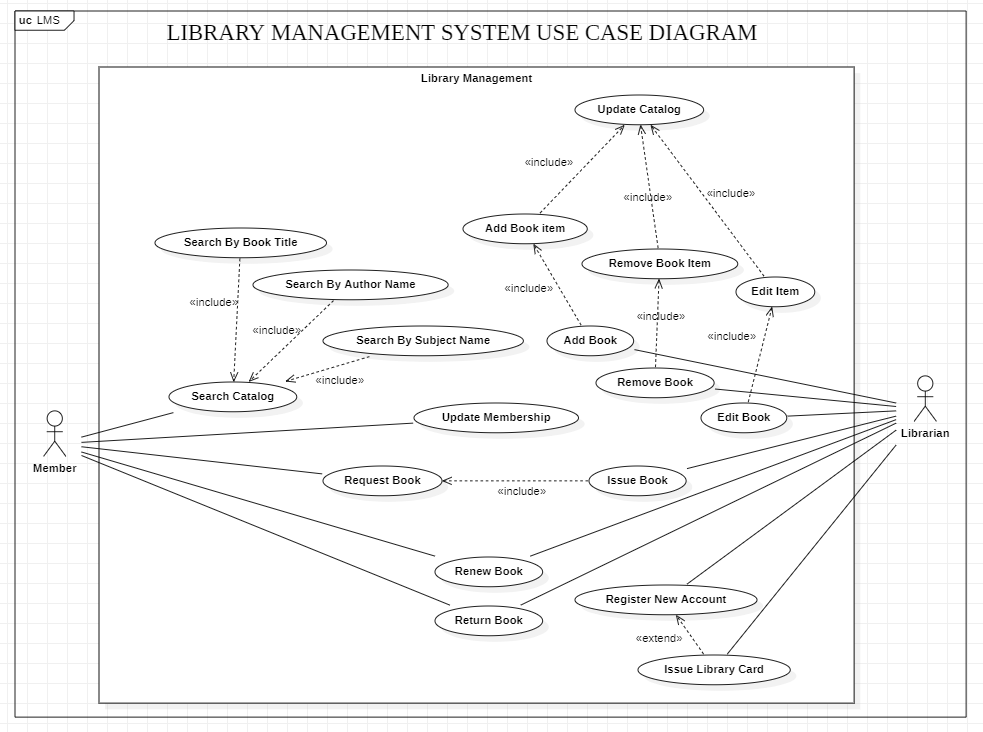 uc LMS
LIBRARY MANAGEMENT SYSTEM USE CASE DIAGRAM
Library Management
Update Catalog
«include»
«include»
«include»
Add Book item
Search By Book Title
Remove Book Item
Search By Author Name
Edit Item
«include»
«include»
«include»
«include»
«include»
Search By Subject Name
Add Book
«include»
Remove Book
Search Catalog
Update Membership
Edit Book
Librarian
Member
Request Book
Issue Book
«include»
Renew Book
Register New Account
Return Book
«extend»
Issue Library Card